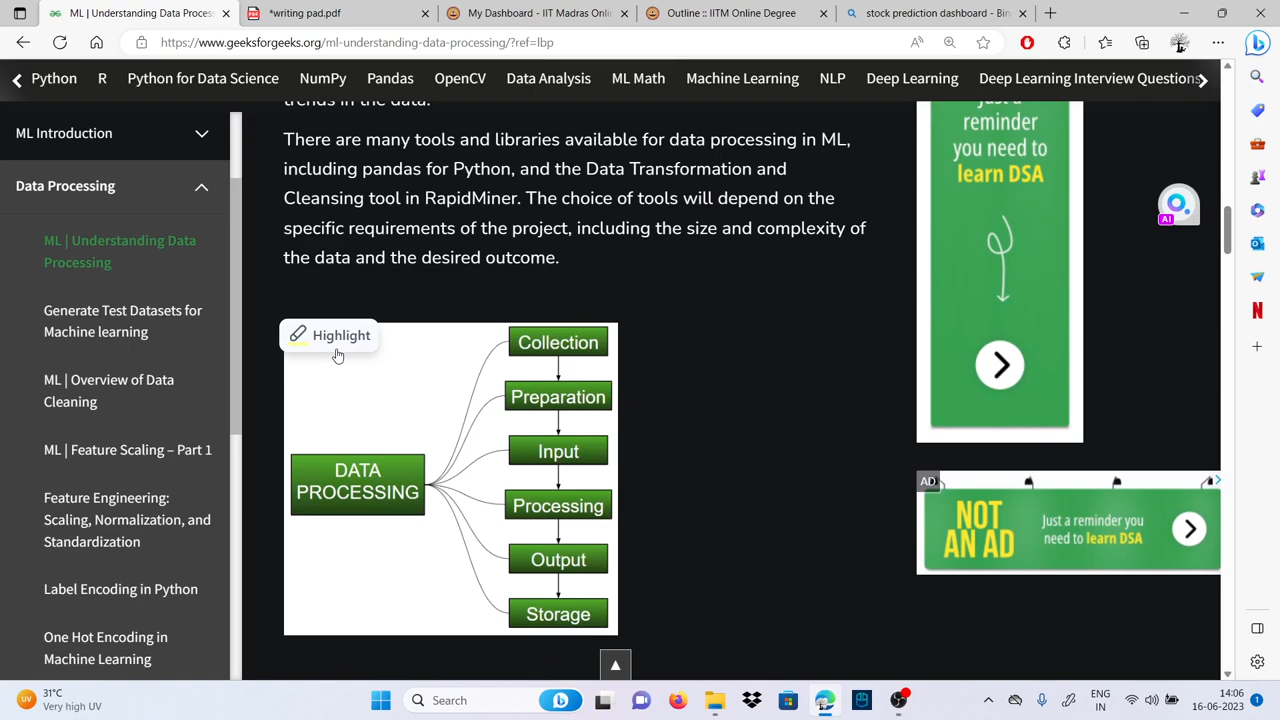 ML | Understanding Data Process
*writing pad.pdf
My Dashboard - IIT Madras Onlin
Outline :: IITM Online Degree
stock prediction dashboard - Bin
https://www.geeksforgeeks.org/ml-understanding-data-processing/?ref=lbp
Python
R
Python for Data Science
NumPy
Pandas
OpenCV
Data Analysis
ML Math
Machine Learning
NLP
Deep Learning
Deep Learning Interview Questions
ML Introduction
Data Processing
ML | Understanding Data
Processing
Generate Test Datasets for
Machine learning
ML | Overview of Data
Cleaning
ML | Feature Scaling – Part 1
Feature Engineering:
Scaling, Normalization, and
Standardization
Label Encoding in Python
One Hot Encoding in
Machine Learning
trends in the data.
There are many tools and libraries available for data processing in ML,
including pandas for Python, and the Data Transformation and
Cleansing tool in RapidMiner. The choice of tools will depend on the
specific requirements of the project, including the size and complexity of
the data and the desired outcome.
Highlight
DATA
PROCESSING
Collection
Preparation
Input
Processing
Output
Storage
Just a
reminder
you need to
learn DSA
AI
AD
NOT
AN AD
Just a reminder you
need to learn DSA
UV
31°C
Very high UV
Search
ENG
IN
14:06
16-06-2023
1